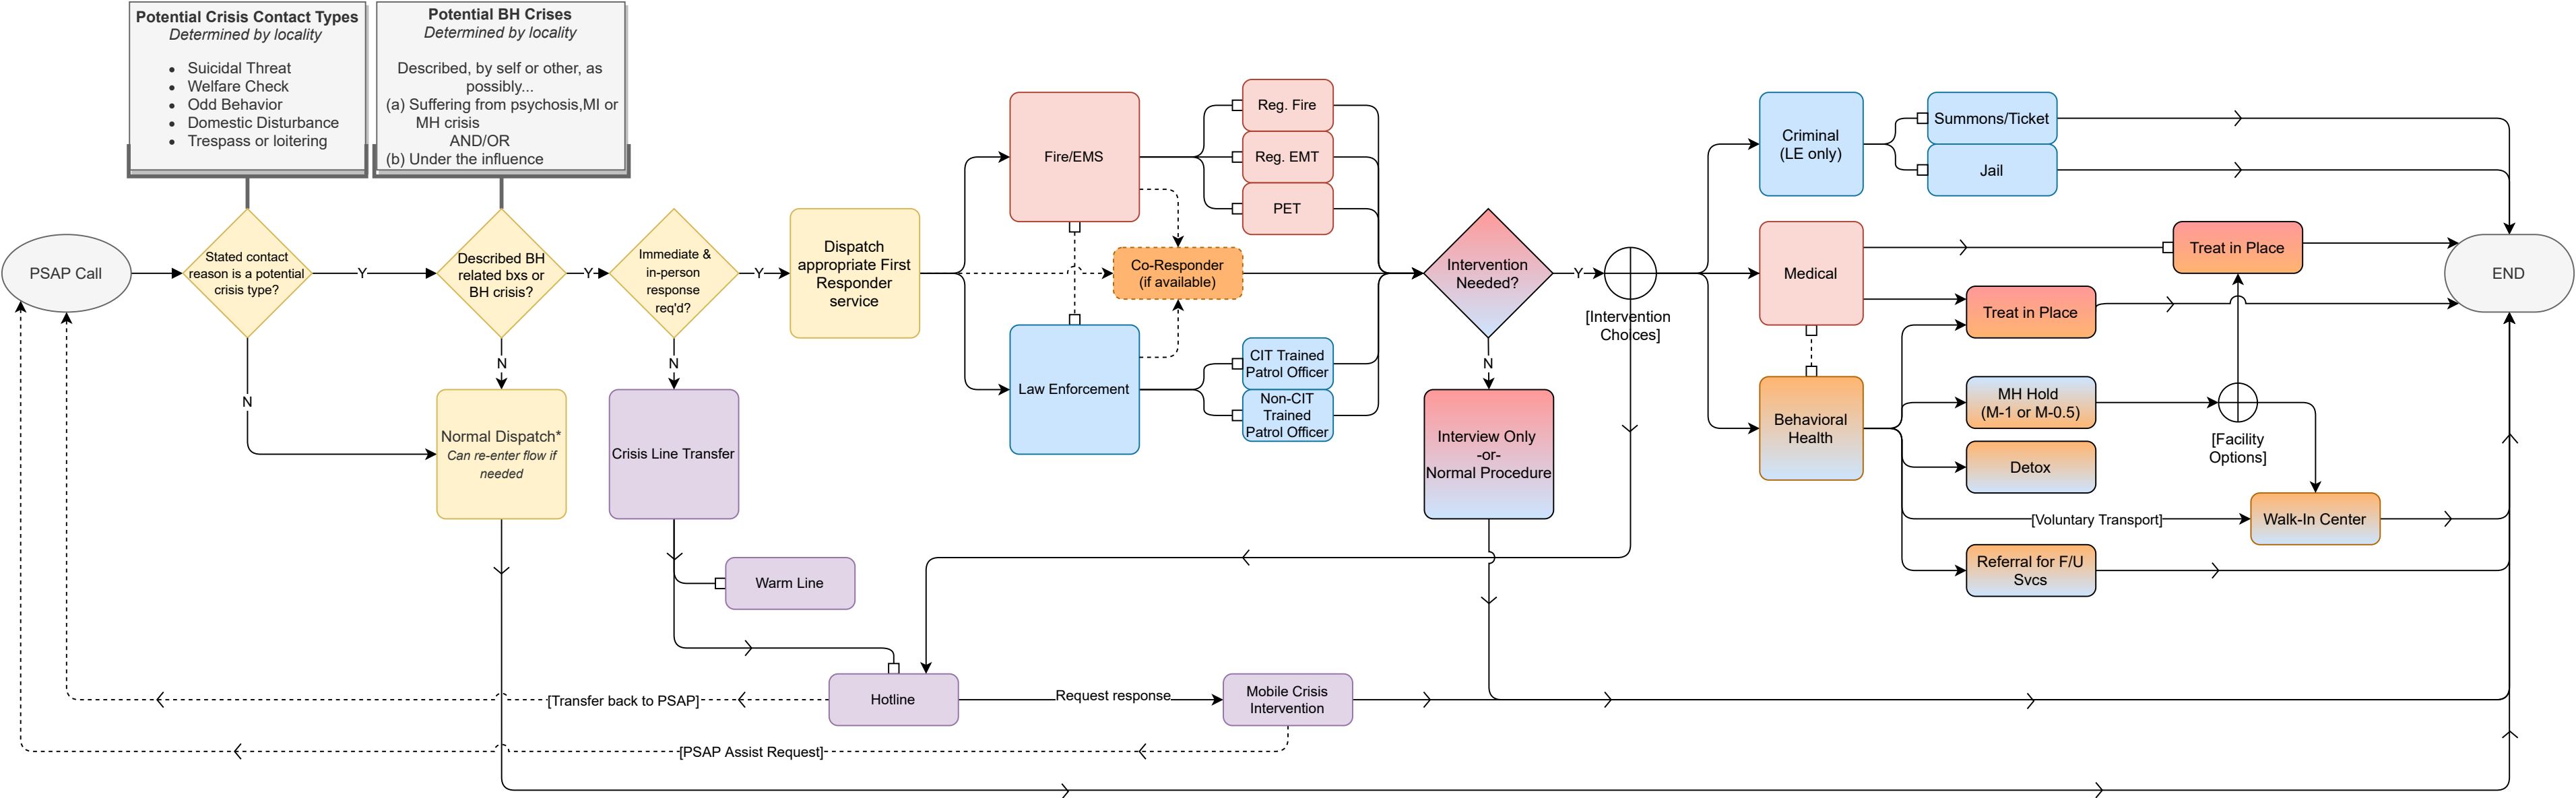 Potential Crisis Contact Types
Determined by locality
• Suicidal Threat
• Welfare Check
• Odd Behavior
• Domestic Disturbance
• Trespass or loitering
Potential BH Crises
Determined by locality
Described, by self or other, as
possibly...
(a) Suffering from psychosis,MI or
MH crisis
AND/OR
(b) Under the influence
PSAP Call
Stated contact
reason is a potential
crisis type?
Y
N
Described BH
related bxs or
BH crisis?
Y
N
Immediate &
in-person
response
req'd?
Y
N
Dispatch
appropriate First
Responder
service
Normal Dispatch*
Can re-enter flow if
needed
Crisis Line Transfer
Warm Line
Fire/EMS
Reg. Fire
Reg. EMT
PET
Co-Responder
(if available)
Law Enforcement
CIT Trained
Patrol Officer
Non-CIT
Trained
Patrol Officer
Intervention
Needed?
Y
N
Interview Only
-or-
Normal Procedure
[Intervention
Choices]
Criminal
(LE only)
Summons/Ticket
Jail
Medical
Treat in Place
Treat in Place
Behavioral
Health
MH Hold
(M-1 or M-0.5)
[Facility
Options]
Detox
[Voluntary Transport]
Walk-In Center
Referral for F/U
Svcs
END
[Transfer back to PSAP]
Hotline
Request response
Mobile Crisis
Intervention
[PSAP Assist Request]